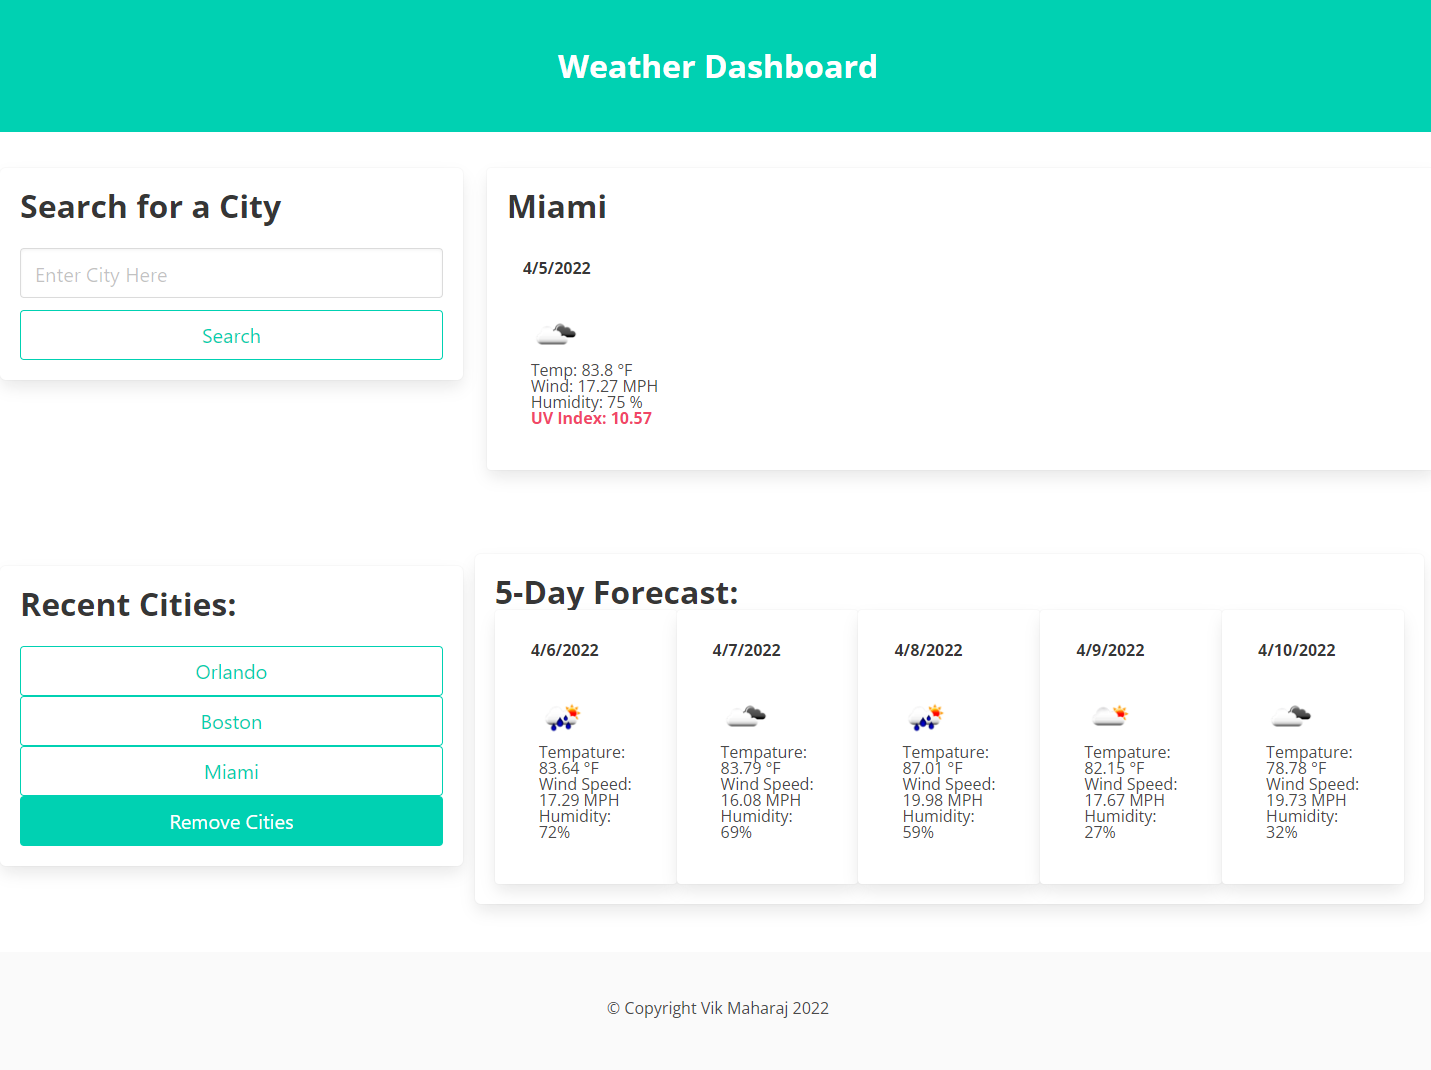 Weather Dashboard
Search for a City
Enter City Here
Search
Miami
4/5/2022
Temp: 83.8 °F
Wind: 17.27 MPH
Humidity: 75 %
UV Index: 10.57
Recent Cities:
Orlando
Boston
Miami
Remove Cities
5-Day Forecast:
4/6/2022
Tempature:
83.64 °F
Wind Speed:
17.29 MPH
Humidity:
72%
4/7/2022
Tempature:
83.79 °F
Wind Speed:
16.08 MPH
Humidity:
69%
4/8/2022
Tempature:
87.01 °F
Wind Speed:
19.98 MPH
Humidity:
59%
4/9/2022
Tempature:
82.15 °F
Wind Speed:
17.67 MPH
Humidity:
27%
4/10/2022
Tempature:
78.78 °F
Wind Speed:
19.73 MPH
Humidity:
32%
© Copyright Vik Maharaj 2022